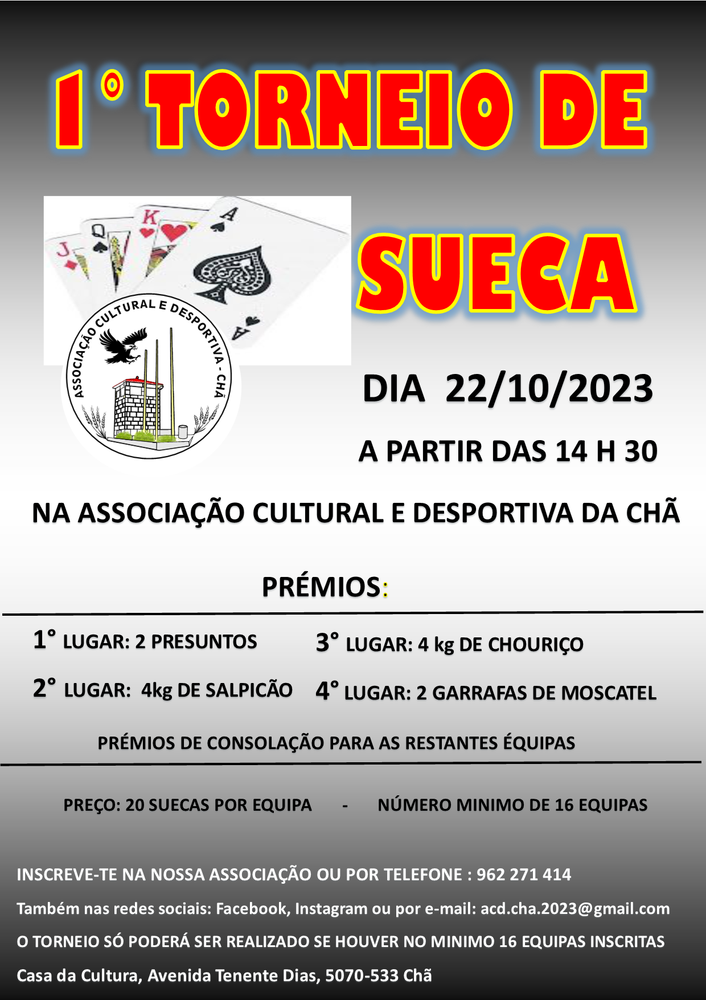 1° TORNEIO DE
SUECA
J
Q
K
A
A
ASSOCIAÇÃO CULTURAL E DESPORTIVA - CHÃ
DIA 22/10/2023
A PARTIR DAS 14 H 30
NA ASSOCIAÇÃO CULTURAL E DESPORTIVA DA CHÃ
PRÉMIOS:
1° LUGAR: 2 PRESUNTOS
3° LUGAR: 4 kg DE CHOURIÇO
2° LUGAR: 4kg DE SALPICÃO
4° LUGAR: 2 GARRAFAS DE MOSCATEL
PRÉMIOS DE CONSOLAÇÃO PARA AS RESTANTES ÉQUIPAS
PREÇO: 20 SUECAS POR EQUIPA - NÚMERO MINIMO DE 16 EQUIPAS
INSCREVE-TE NA NOSSA ASSOCIAÇÃO OU POR TELEFONE : 962 271 414
Também nas redes sociais: Facebook, Instagram ou por e-mail: acd.cha.2023@gmail.com
O TORNEIO SÓ PODERÁ SER REALIZADO SE HOUVER NO MINIMO 16 EQUIPAS INSCRITAS
Casa da Cultura, Avenida Tenente Dias, 5070-533 Chã